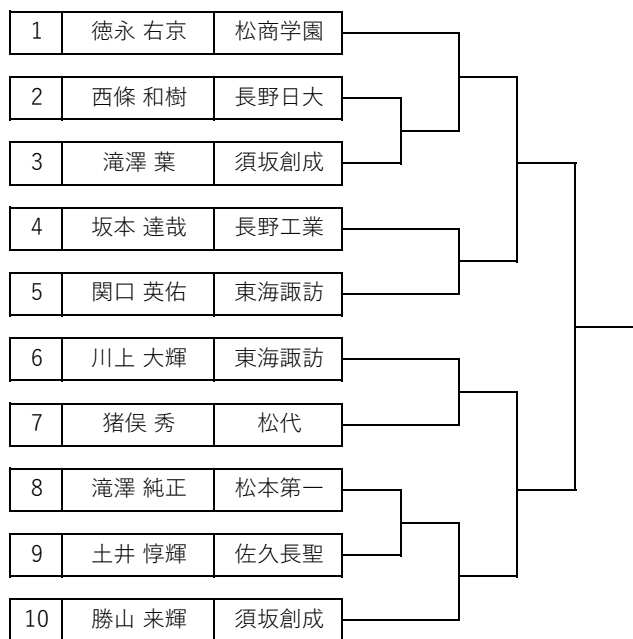 1 徳永 右京 松商学園
2 西條 和樹 長野日大
3 滝澤 葉 須坂創成
4 坂本 達哉 長野工業
5 関口 英佑 東海諏訪
6 川上 大輝 東海諏訪
7 猪俣 秀 松代
8 滝澤 純正 松本第一
9 土井 惇輝 佐久長聖
10 勝山 来輝 須坂創成